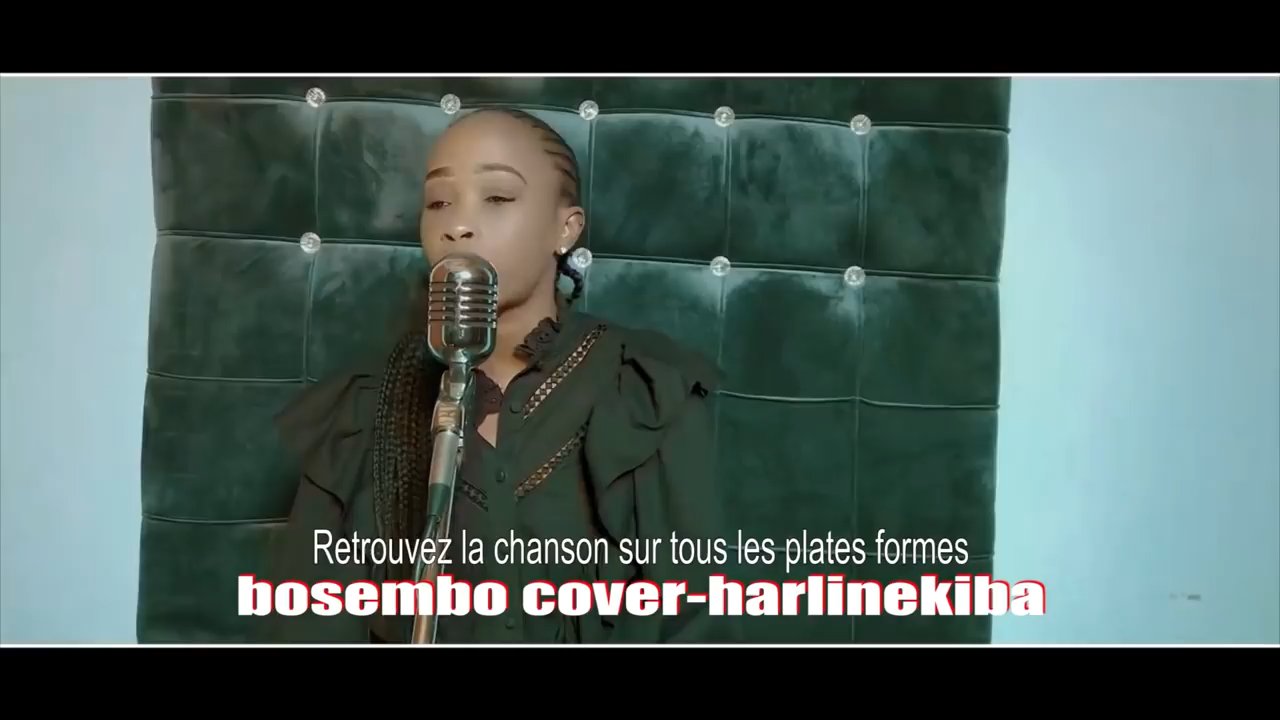 Retrouvez la chanson sur tous les plates formes
bosembo cover-harlinekiba